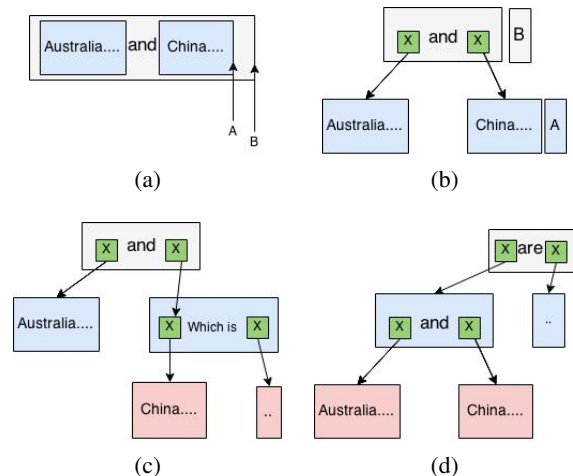 Australia.... and China....
A
B
(a)
X and X B
Australia.... China.... A
(b)
X and X
Australia.... X Which is X
China.... ..
(c)
X are X
X and X ..
Australia.... China....
(d)